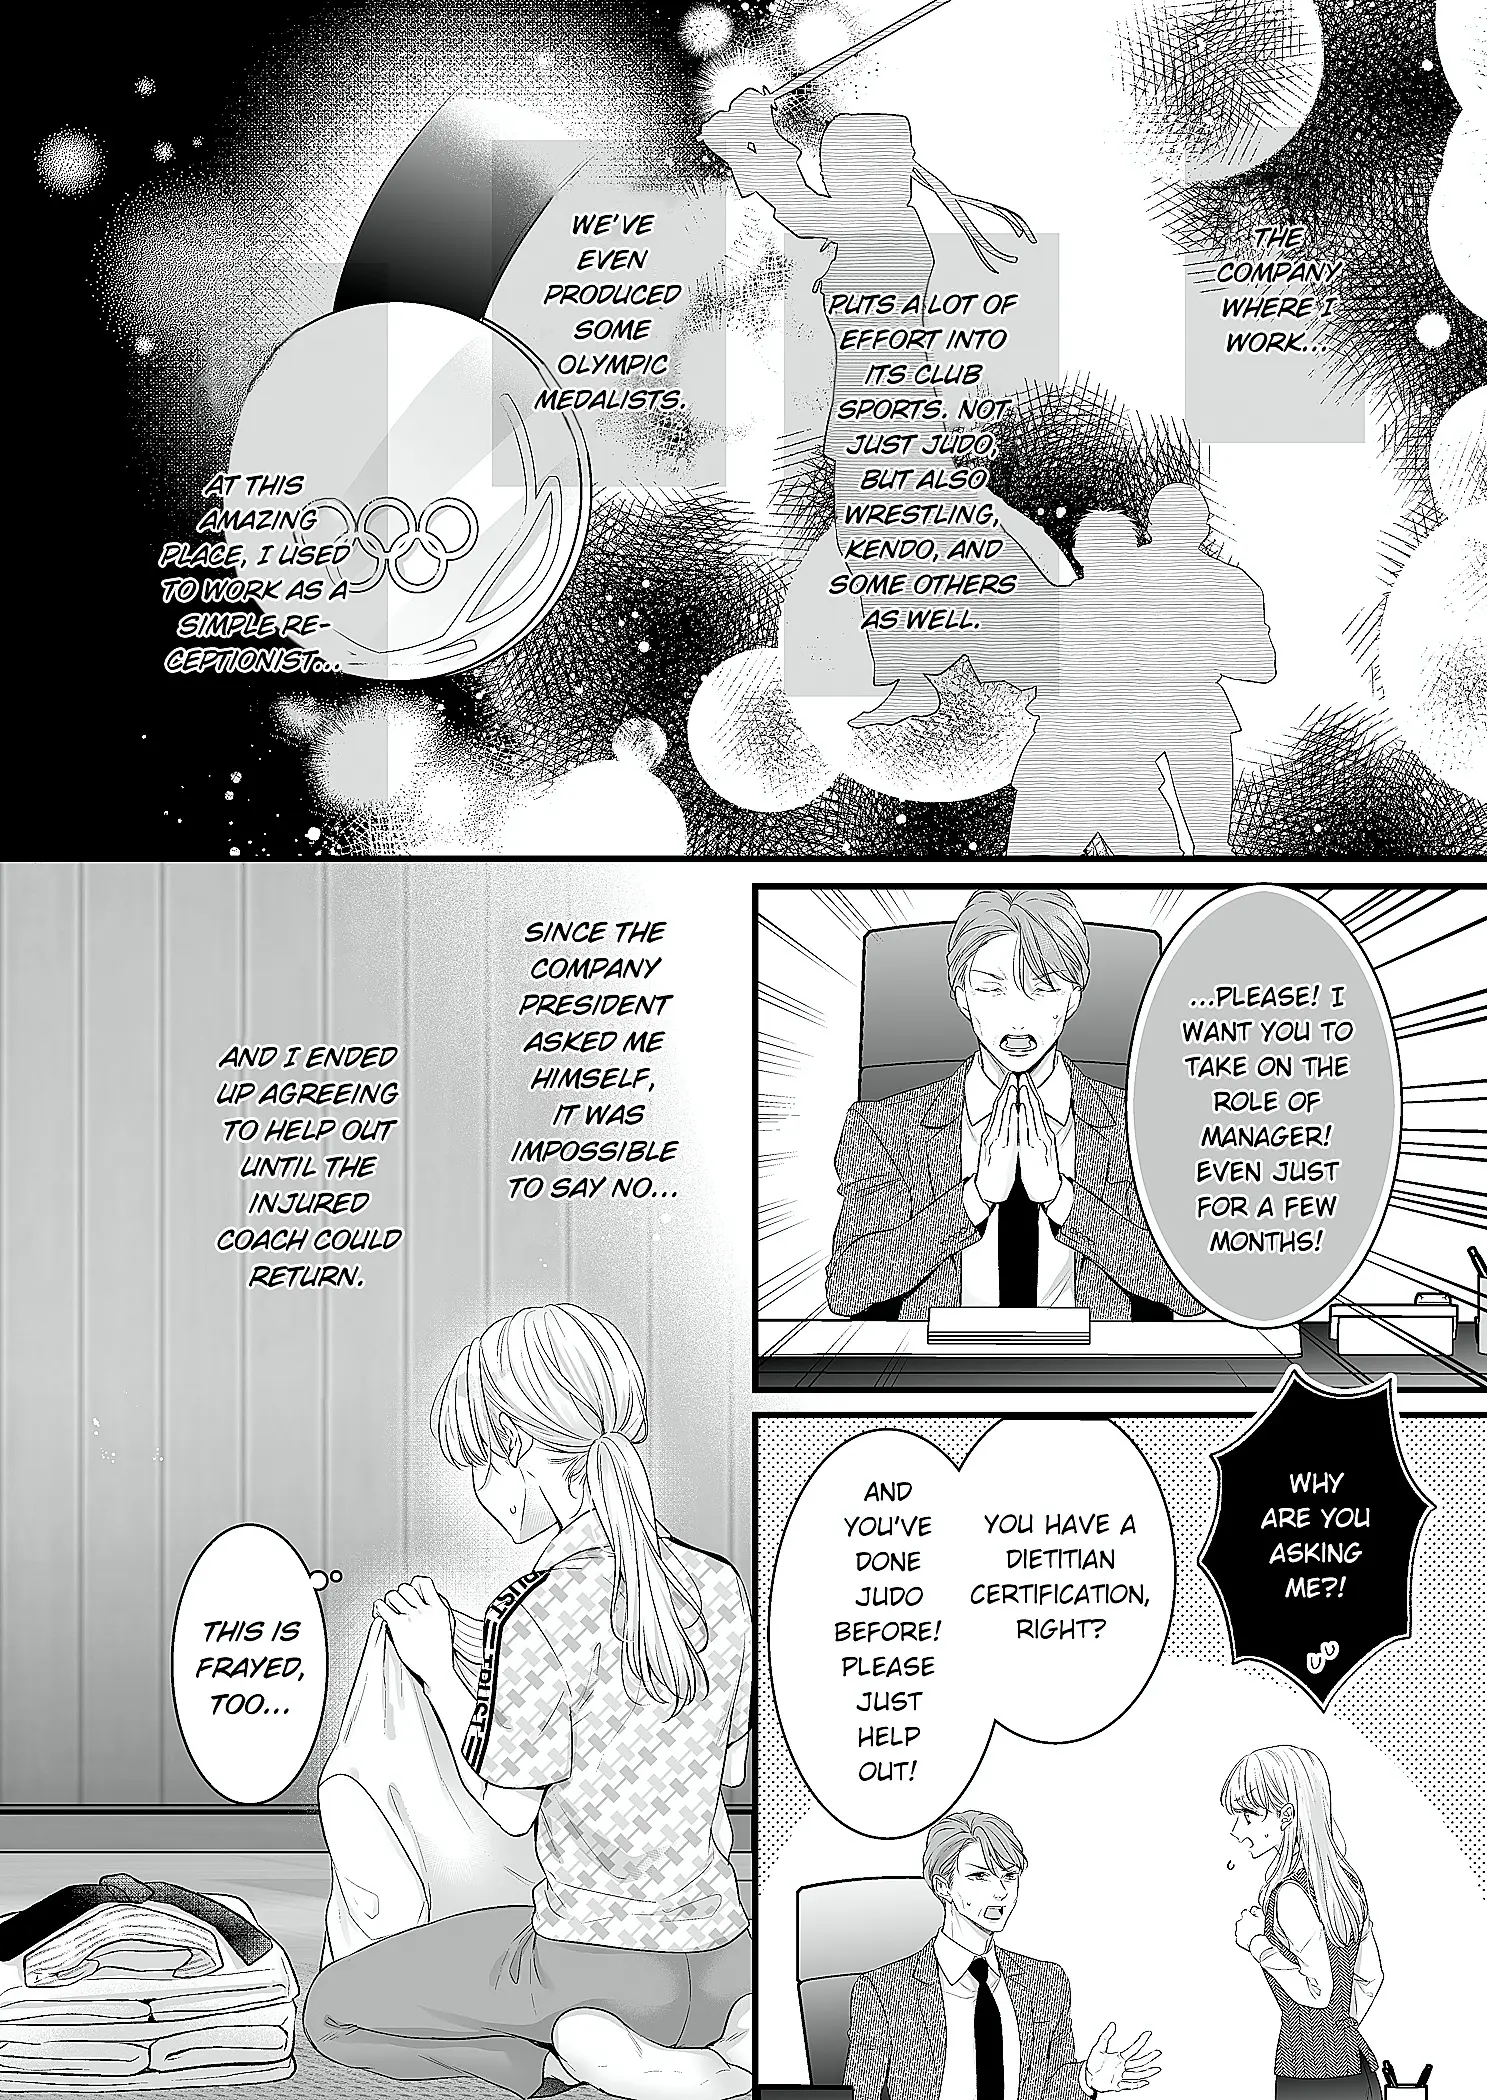 THE
COMPANY
WHERE I
WORK...
PUTS A LOT OF
EFFORT INTO
ITS CLUB
SPORTS. NOT
JUST JUDO,
BUT ALSO
WRESTLING,
KENDO, AND
SOME OTHERS
AS WELL.
WE'VE
EVEN
PRODUCED
SOME
OLYMPIC
MEDALISTS.
AT THIS
AMAZING
PLACE, I USED
TO WORK AS A
SIMPLE RE-
CEPTIONIST...
...PLEASE! I
WANT YOU TO
TAKE ON THE
ROLE OF
MANAGER!
EVEN JUST
FOR A FEW
MONTHS!
WHY
ARE YOU
ASKING
ME?!
YOU HAVE A
DIETITIAN
CERTIFICATION,
RIGHT?
AND
YOU'VE
DONE
JUDO
BEFORE!
PLEASE
JUST
HELP
OUT!
SINCE THE
COMPANY
PRESIDENT
ASKED ME
HIMSELF,
IT WAS
IMPOSSIBLE
TO SAY NO...
AND I ENDED
UP AGREEING
TO HELP OUT
UNTIL THE
INJURED
COACH COULD
RETURN.
THIS IS
FRAYED,
TOO...
TRUST